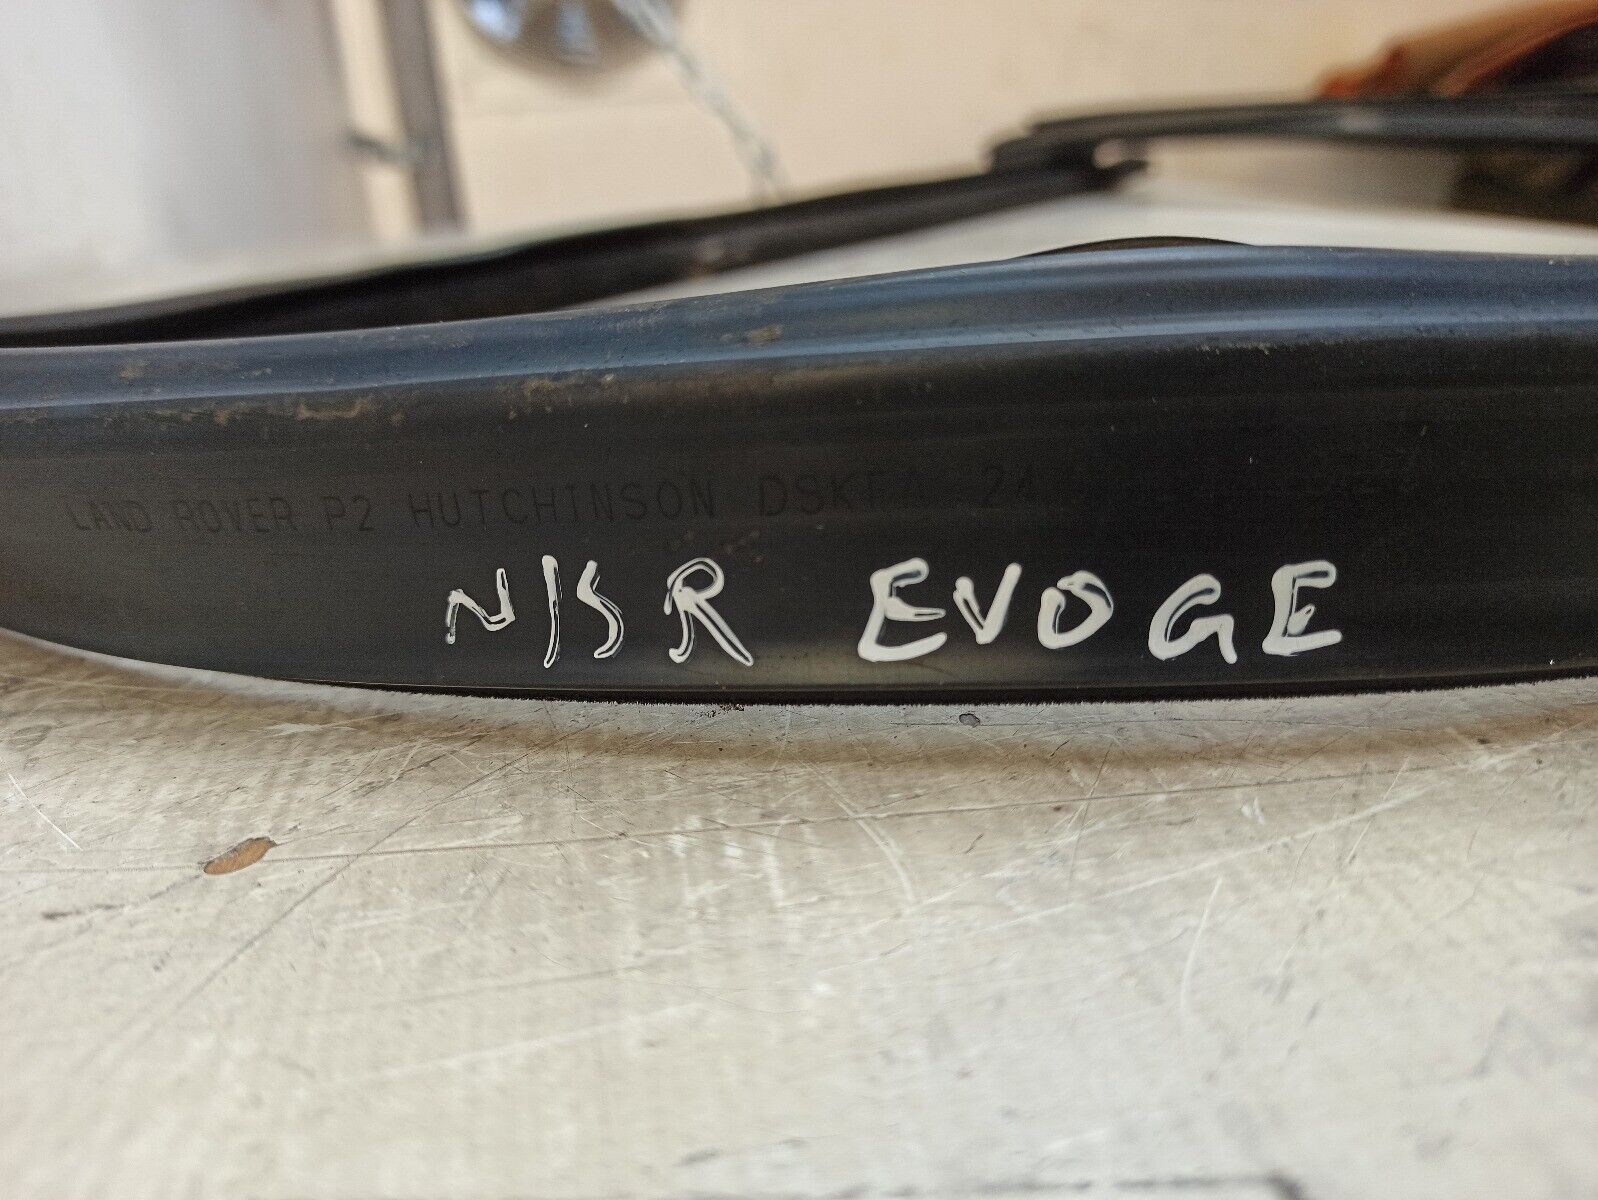 LAND ROVER P2 HUTCHINSON
N/S R EVOGE